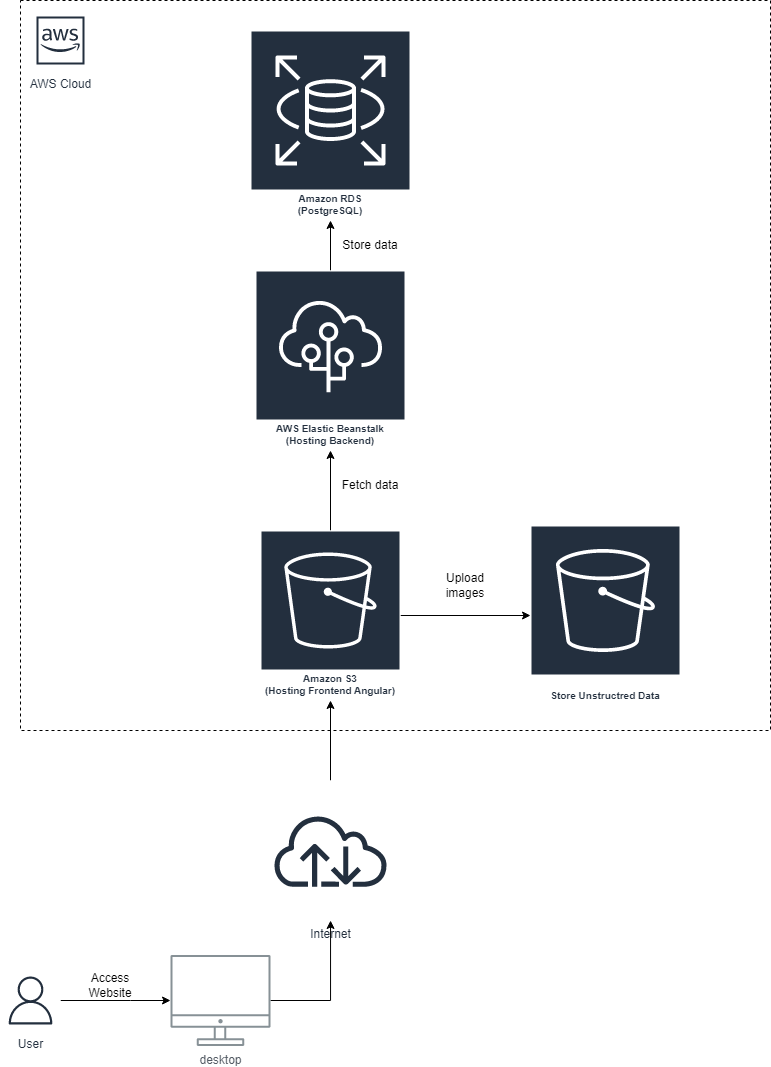 aws
AWS Cloud
Amazon RDS
(PostgreSQL)
Store data
AWS Elastic Beanstalk
(Hosting Backend)
Fetch data
Upload
images
Amazon S3
(Hosting Frontend Angular)
Store Unstructred Data
Internet
Access
Website
User
desktop